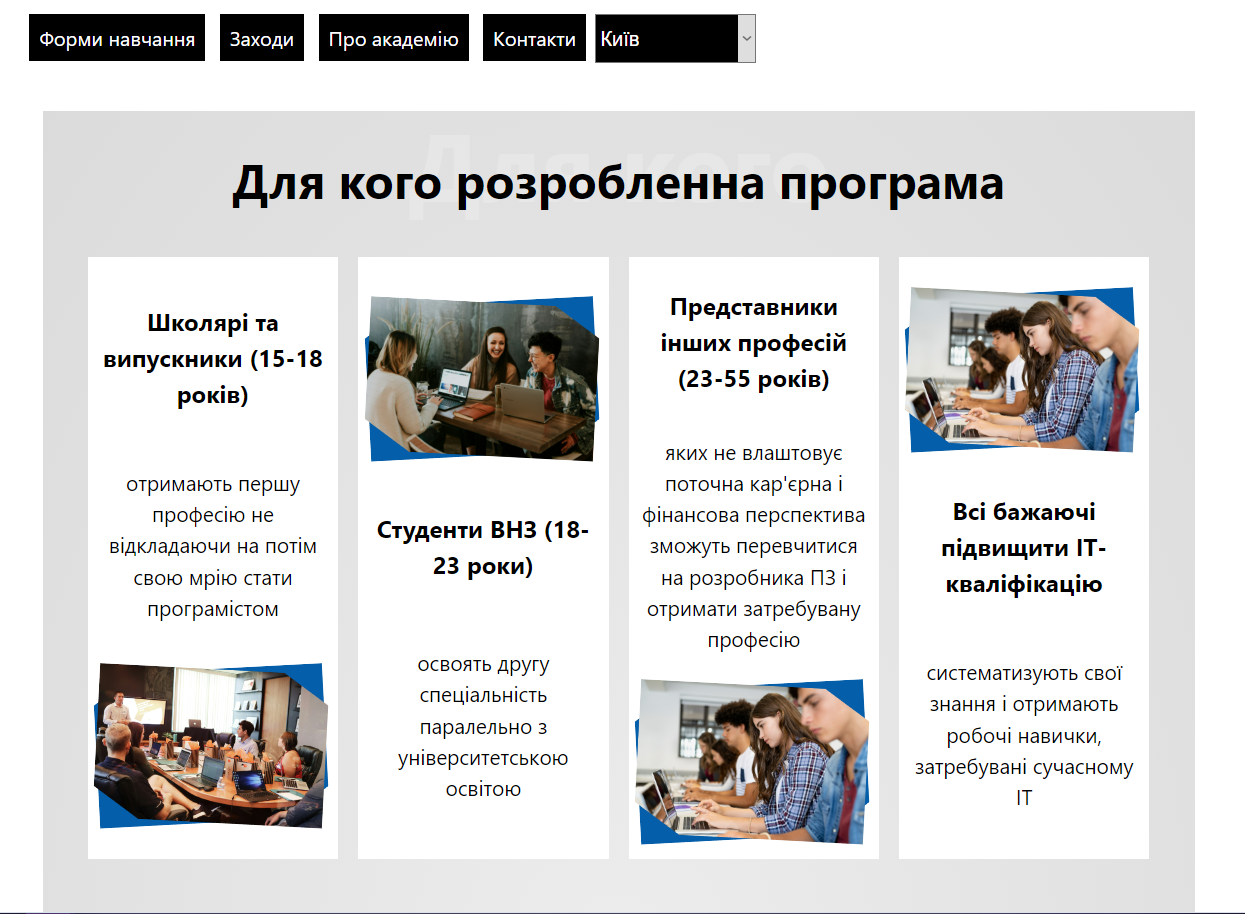 Форми навчання
Заходи
Про академію
Контакти
Київ
Для кого
Для кого розробленна програма
Школярі та
випускники (15-18
років)
отримають першу
професію не
відкладаючи на потім
свою мрію стати
програмістом
Студенти ВНЗ (18-
23 роки)
освоять другу
спеціальність
паралельно з
університетською
освітою
Представники
інших професій
(23-55 років)
яких не влаштовує
поточна кар'єрна і
фінансова перспектива
зможуть перевчитися
на розробника ПЗ і
отримати затребувану
професію
Всі бажаючі
підвищити ІТ-
кваліфікацію
систематизують свої
знання і отримають
робочі навички,
затребувані сучасному
ІТ